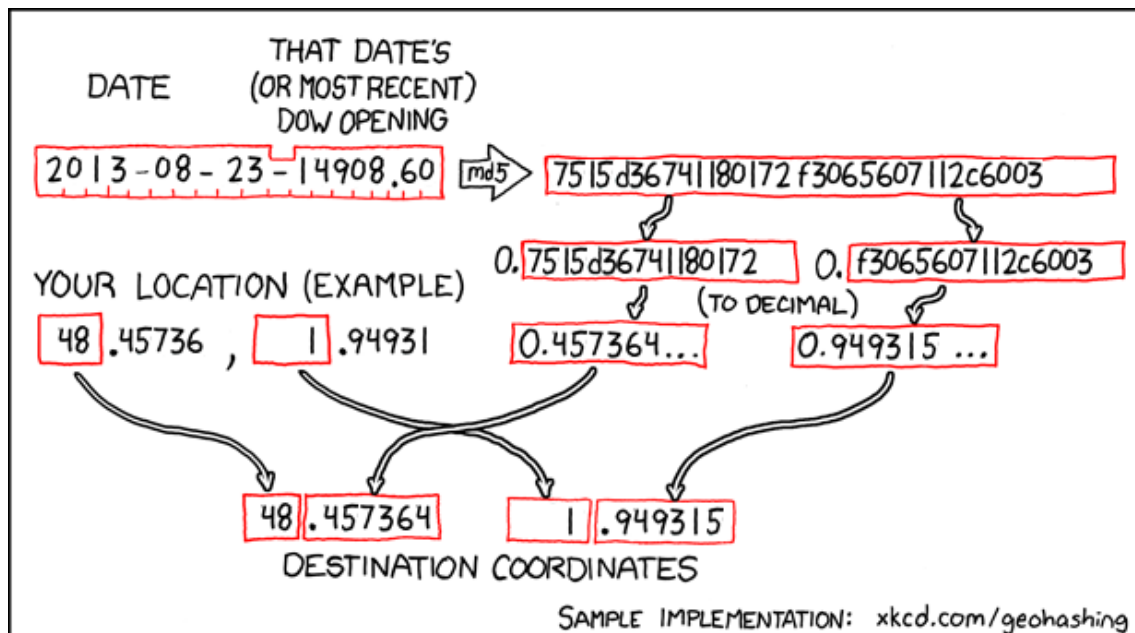 DATE
THAT DATE'S
(OR MOST RECENT)
DOW OPENING
2013-08-23-14908.60
md5
7515d36741180172f3065607112c6003
0.7515d36741180172
0.f3065607112c6003
YOUR LOCATION (EXAMPLE)
(TO DECIMAL)
48.45736, 1.94931
0.457364...
0.949315...
48.457364
1.949315
DESTINATION COORDINATES
SAMPLE IMPLEMENTATION: xkcd.com/geohashing